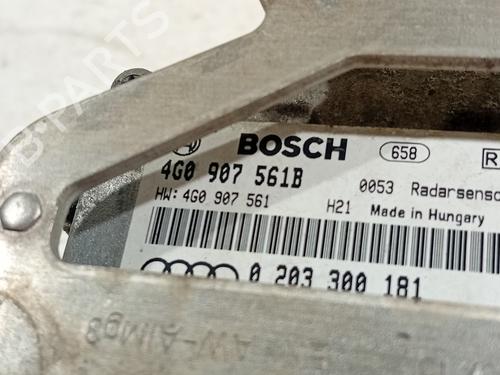 B-PARTS
BOSCH 658 R
4G0 907 561B 0053 Radarsenso
HW: 4G0 907 561 H21 Made in Hungary
0 203 300 181
AW-AlMg8